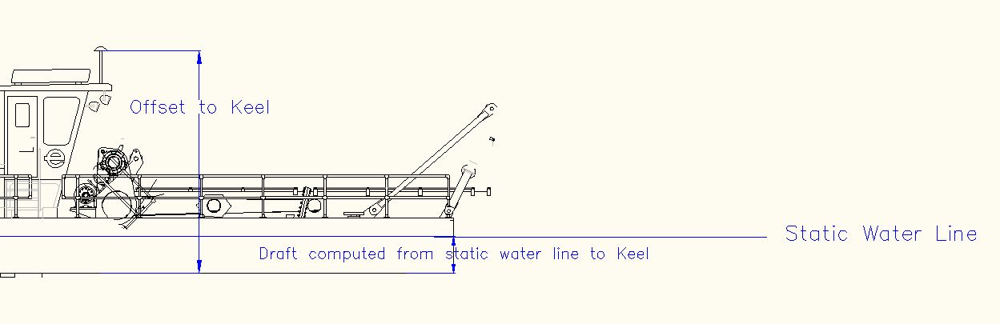 Offset to Keel
Static Water Line
Draft computed from static water line to Keel